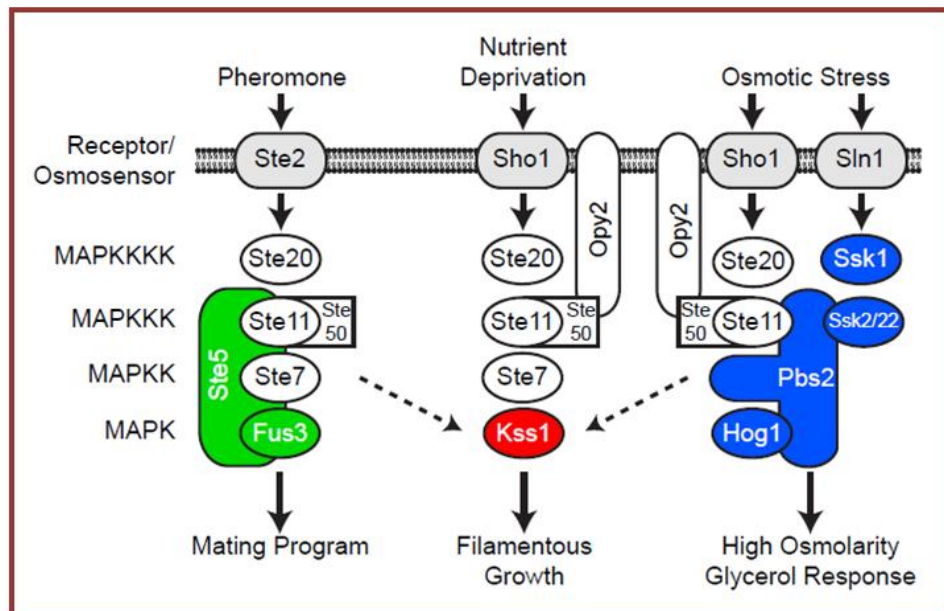 Pheromone
Nutrient
Deprivation
Osmotic Stress
Receptor/
Osmosensor
Ste2
Sho1
Opy2
Opy2
Sho1
Sln1
MAPKKKK
Ste20
Ste20
Ste20
Ssk1
MAPKKK
Ste5
Ste11
Ste
50
Ste11
Ste
50
Ste
50
Ste11
Ssk2/22
MAPKK
Ste7
Ste7
Pbs2
MAPK
Fus3
Kss1
Hog1
Mating Program
Filamentous
Growth
High Osmolarity
Glycerol Response